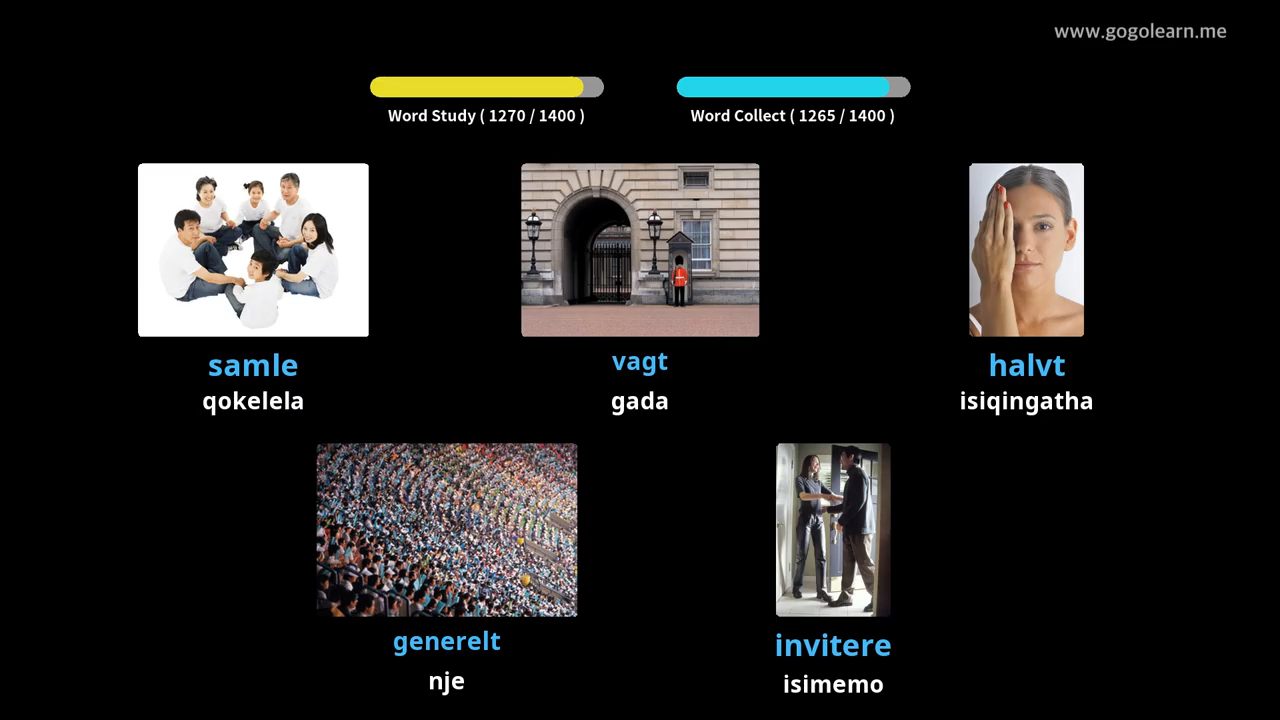 www.gogolearn.me
Word Study ( 1270 / 1400 )
Word Collect ( 1265 / 1400 )
samle
qokelela
vagt
gada
halvt
isiqingatha
generelt
nje
invitere
isimemo